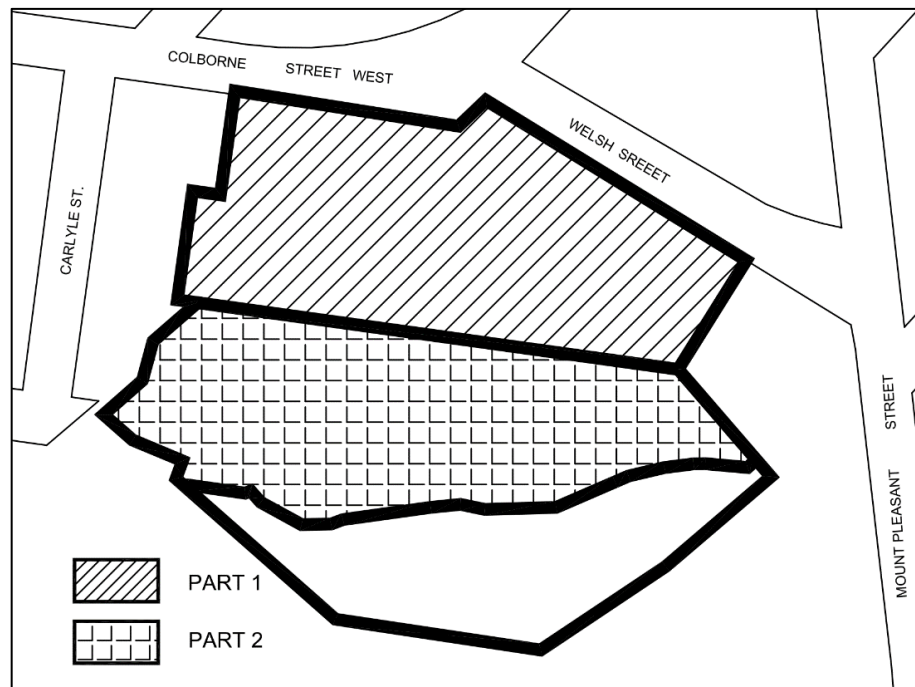 COLBORNE STREET WEST
WELSH SREEET
CARLYLE ST.
MOUNT PLEASANT STREET
PART 1
PART 2